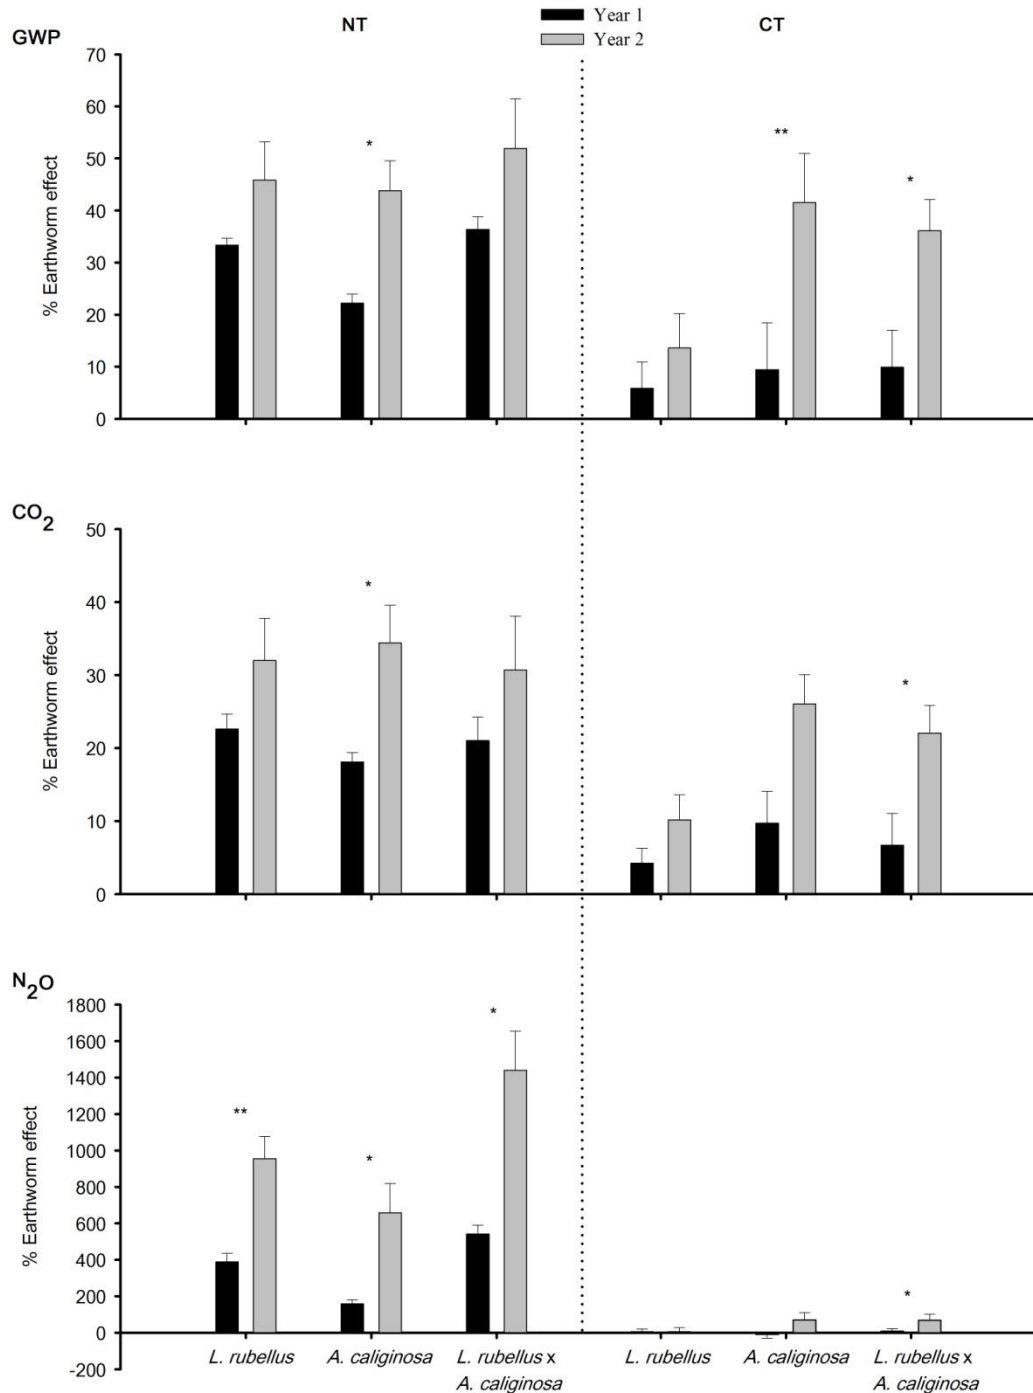 GWP
NT
Year 1
Year 2
CT
% Earthworm effect
70
60
50
40
30
20
10
0
*
**
*
CO2
% Earthworm effect
50
40
30
20
10
0
*
*
N2O
% Earthworm effect
1800
1600
1400
1200
1000
800
600
400
200
0
-200
**
*
*
*
L. rubellus
A. caliginosa
L. rubellus x
A. caliginosa
L. rubellus
A. caliginosa
L. rubellus x
A. caliginosa